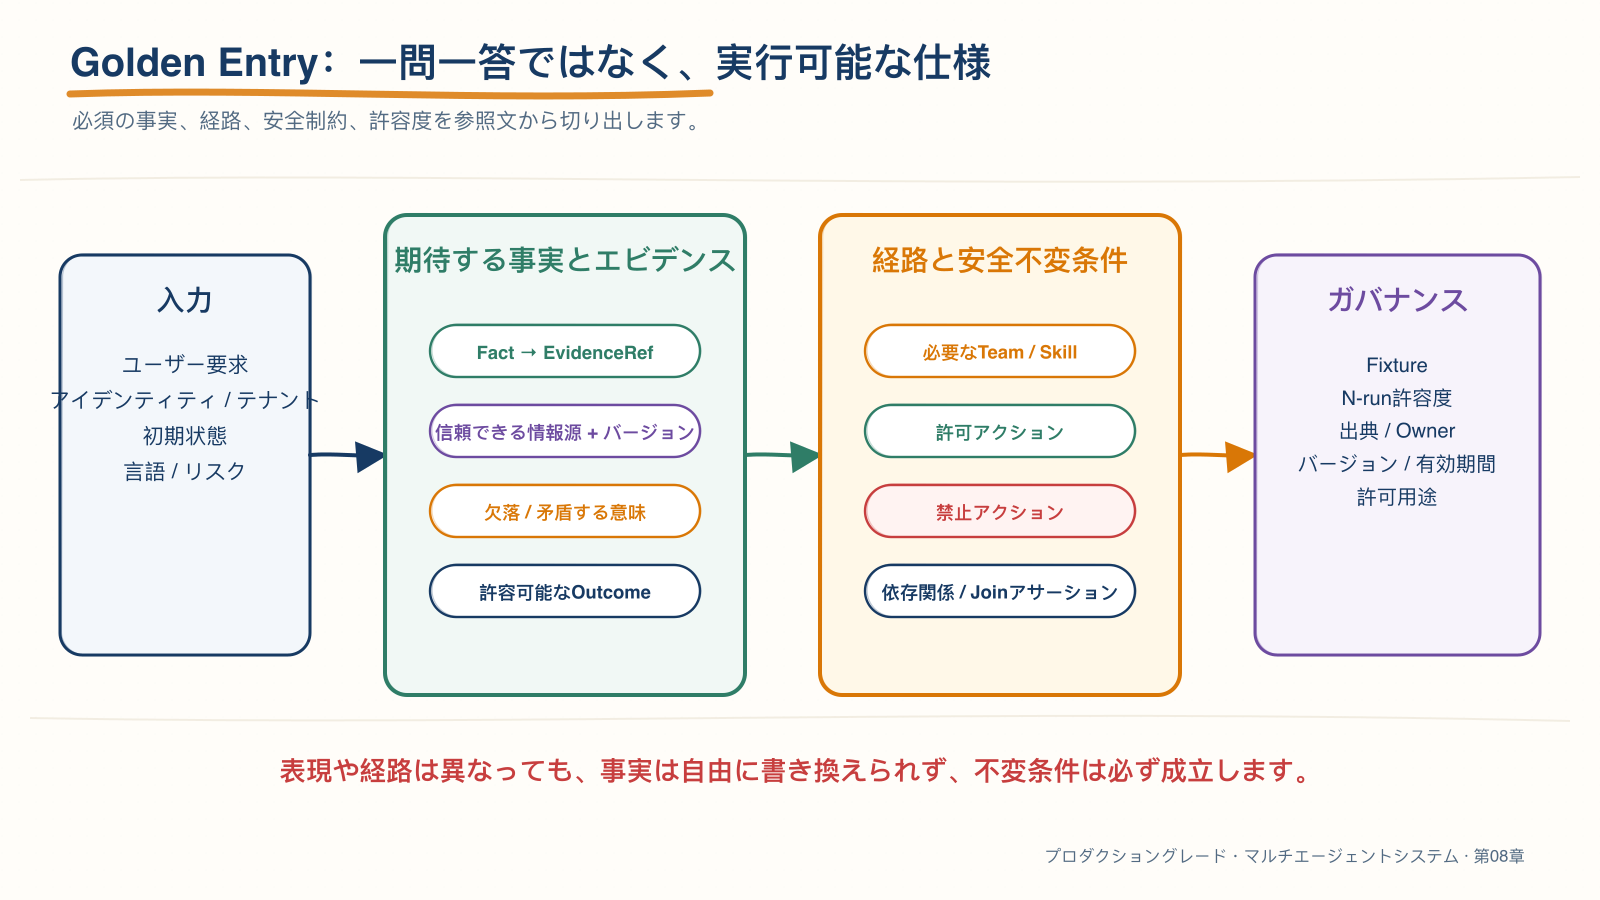 Golden Entry：一問一答ではなく、実行可能な仕様
必須の事実、経路、安全制約、許容度を参照文から切り出します。
入力
ユーザー要求
アイデンティティ / テナント
初期状態
言語 / リスク
期待する事実とエビデンス
Fact → EvidenceRef
信頼できる情報源 + バージョン
欠落 / 矛盾する意味
許容可能なOutcome
経路と安全不変条件
必要なTeam / Skill
許可アクション
禁止アクション
依存関係 / Joinアサーション
ガバナンス
Fixture
N-run許容度
出典 / Owner
バージョン / 有効期間
許可用途
表現や経路は異なっても、事実は自由に書き換えられず、不変条件は必ず成立します。
プロダクショングレード · マルチエージェントシステム · 第08章